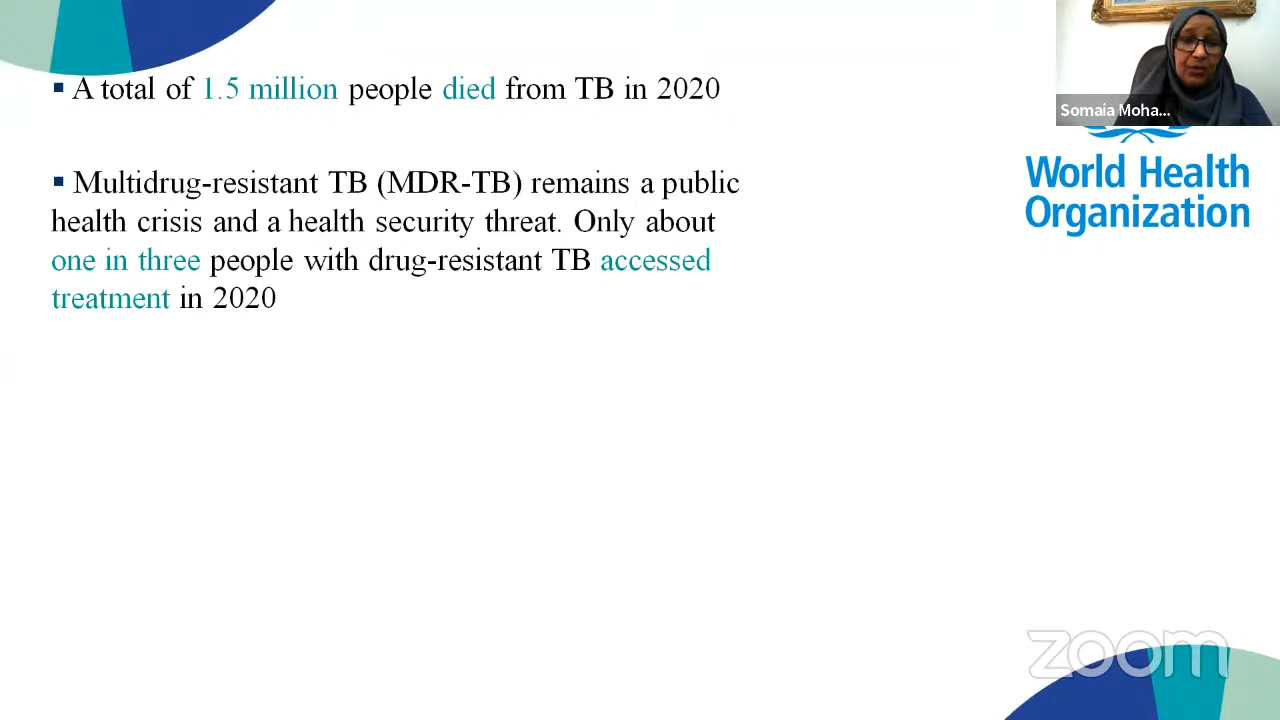 ▪ A total of 1.5 million people died from TB in 2020
▪ Multidrug-resistant TB (MDR-TB) remains a public
health crisis and a health security threat. Only about
one in three people with drug-resistant TB accessed
treatment in 2020
Somaia Moha...
World Health
Organization
zoom